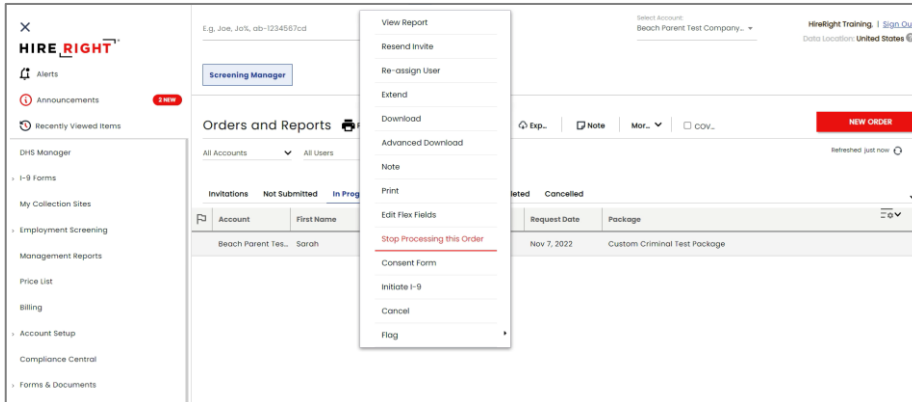 HIRE RIGHT
Alerts
Announcements
2 NEW
Recently Viewed Items
DHS Manager
I-9 Forms
My Collection Sites
Employment Screening
Management Reports
Price List
Billing
Account Setup
Compliance Central
Forms & Documents
E.g, Joe, Jo%, ab-1234567cd
Select Account:
Beach Parent Test Company...
HireRight Training. | Sign Ou
Data Location: United States
Screening Manager
Orders and Reports
Exp...
Note
Mor...
cov...
NEW ORDER
All Accounts
All Users
Refreshed just now
Invitations
Not Submitted
In Prog
leted
Cancelled
Account
First Name
Request Date
Package
Beach Parent Tes...
Sarah
Nov 7, 2022
Custom Criminal Test Package
View Report
Resend Invite
Re-assign User
Extend
Download
Advanced Download
Note
Print
Edit Flex Fields
Stop Processing this Order
Consent Form
Initiate I-9
Cancel
Flag